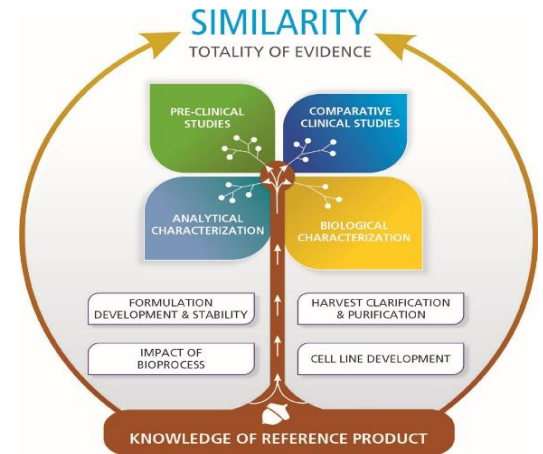 SIMILARITY
TOTALITY OF EVIDENCE
PRE-CLINICAL
STUDIES
COMPARATIVE
CLINICAL STUDIES
ANALYTICAL
CHARACTERIZATION
BIOLOGICAL
CHARACTERIZATION
FORMULATION
DEVELOPMENT & STABILITY
HARVEST CLARIFICATION
& PURIFICATION
IMPACT OF
BIOPROCESS
CELL LINE DEVELOPMENT
KNOWLEDGE OF REFERENCE PRODUCT